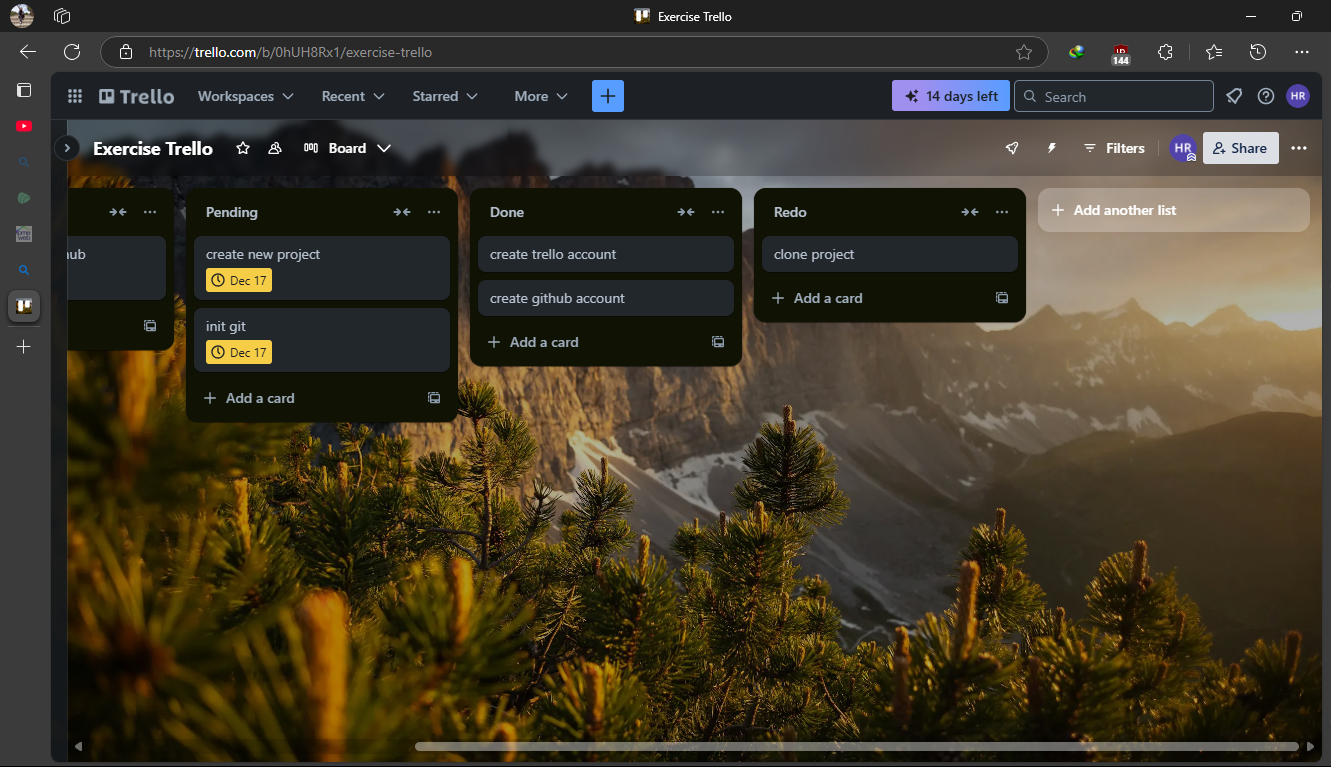 Exercise Trello
https://trello.com/b/0hUH8Rx1/exercise-trello
144
Trello
Workspaces
Recent
Starred
More
14 days left
Search
HR
Exercise Trello
Board
Filters
HR
Share
ub
Pending
create new project
Dec 17
init git
Dec 17
Add a card
Done
create trello account
create github account
Add a card
Redo
clone project
Add a card
Add another list